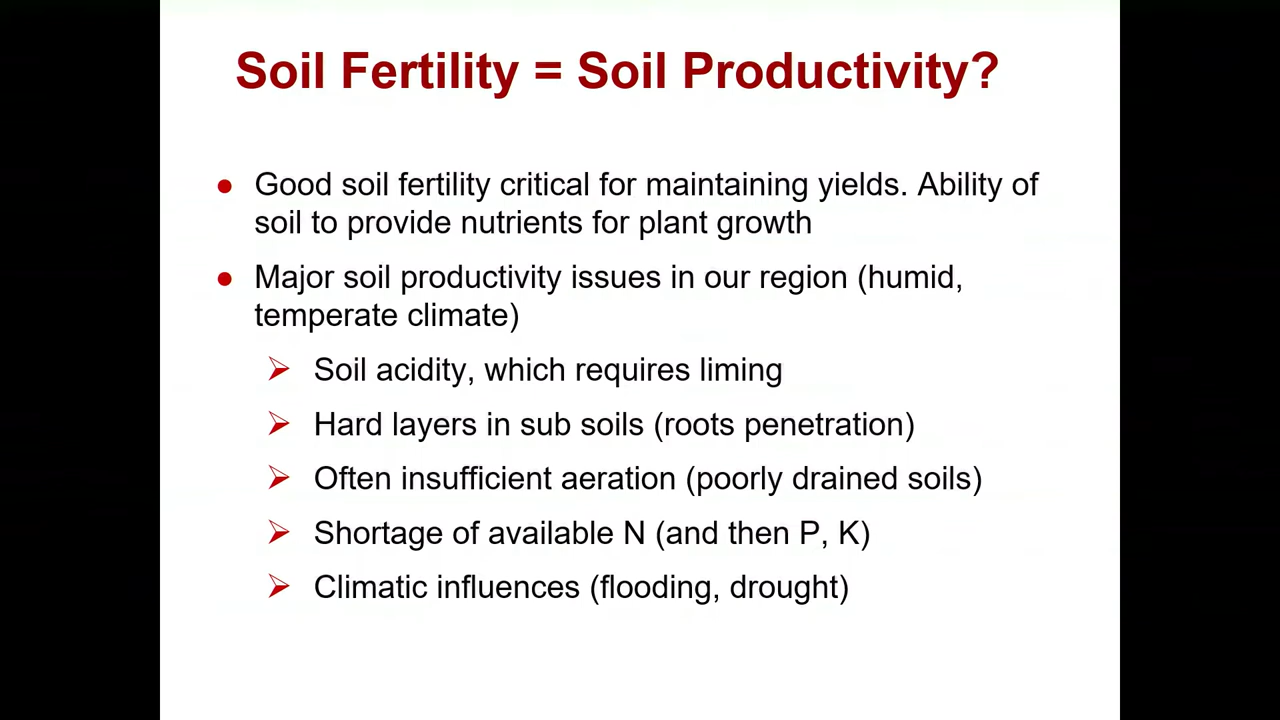 Soil Fertility = Soil Productivity?
● Good soil fertility critical for maintaining yields. Ability of
soil to provide nutrients for plant growth
● Major soil productivity issues in our region (humid,
temperate climate)
➢ Soil acidity, which requires liming
➢ Hard layers in sub soils (roots penetration)
➢ Often insufficient aeration (poorly drained soils)
➢ Shortage of available N (and then P, K)
➢ Climatic influences (flooding, drought)